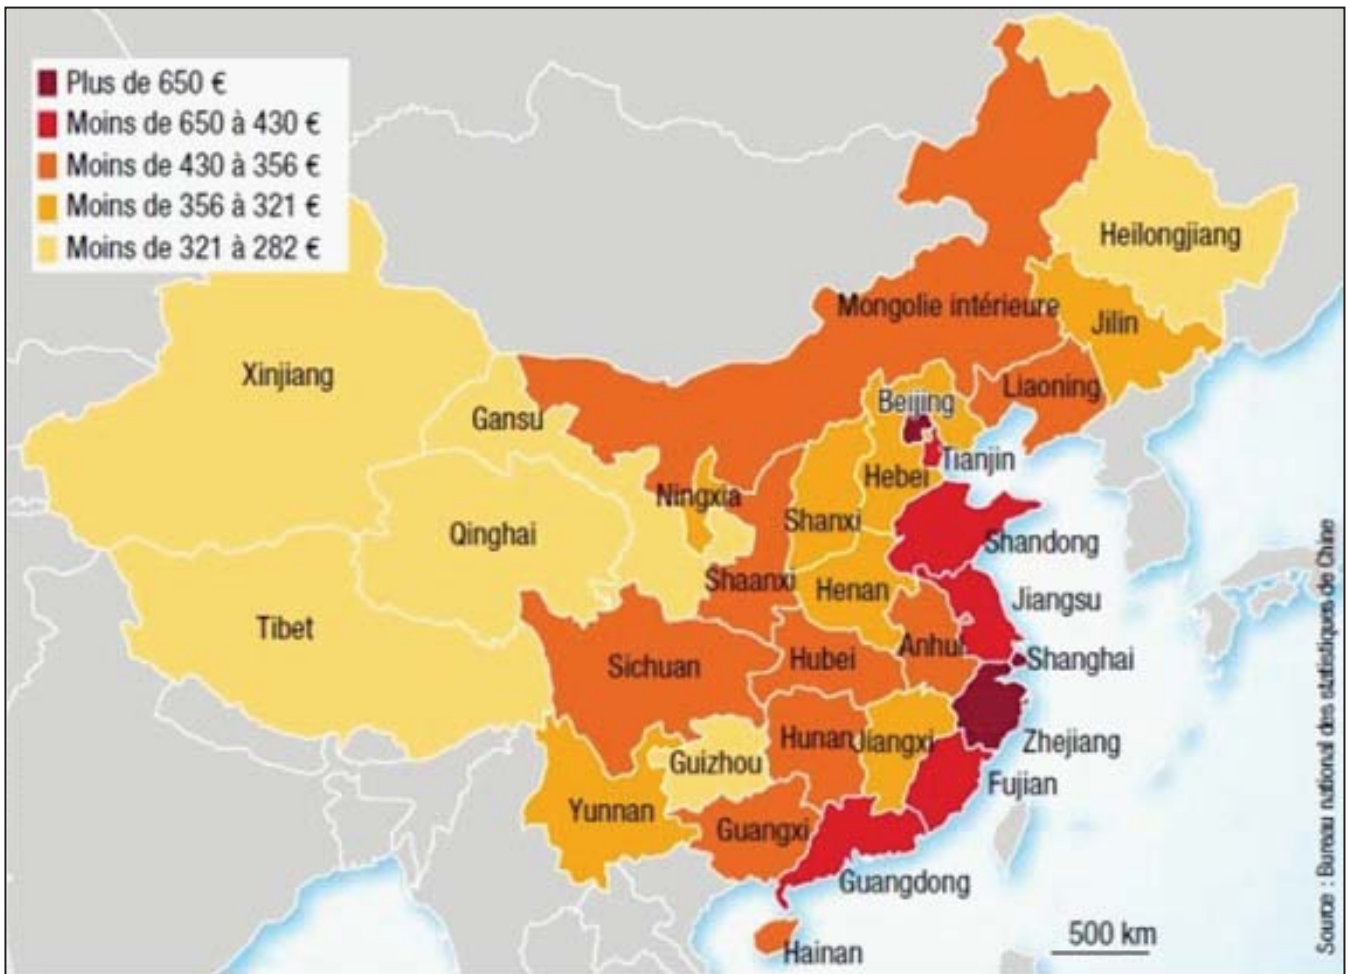 Plus de 650 €
Moins de 650 à 430 €
Moins de 430 à 356 €
Moins de 356 à 321 €
Moins de 321 à 282 €
Heilongjiang
Mongolie intérieure
Jilin
Xinjiang
Liaoning
Beijing
Gansu
Tianjin
Hebei
Ningxia
Shanxi
Qinghai
Shandong
Shaanxi
Henan
Jiangsu
Tibet
Anhui
Hubei
Shanghai
Sichuan
Hunan
Jiangxi
Zhejiang
Guizhou
Fujian
Yunnan
Guangxi
Guangdong
500 km
Hainan
Source : Bureau national des statistiques de Chine